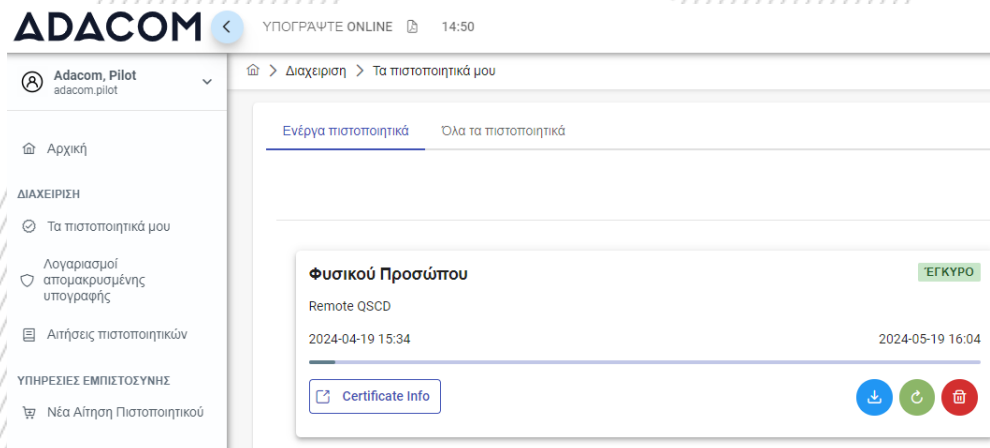 ADACOM
ΥΠΟΓΡΑΨΤΕ ONLINE 14:50
Adacom, Pilot
adacom.pilot
Διαχειριση > Τα πιστοποιητικά μου
Ενέργα πιστοποιητικά Όλα τα πιστοποιητικά
Αρχική
ΔΙΑΧΕΙΡΙΣΗ
Τα πιστοποιητικά μου
Λογαριασμοί
απομακρυσμένης
υπογραφής
Αιτήσεις πιστοποιητικών
ΥΠΗΡΕΣΙΕΣ ΕΜΠΙΣΤΟΣΥΝΗΣ
Νέα Αίτηση Πιστοποιητικού
Φυσικού Προσώπου ΈΓΚΥΡΟ
Remote QSCD
2024-04-19 15:34 2024-05-19 16:04
Certificate Info